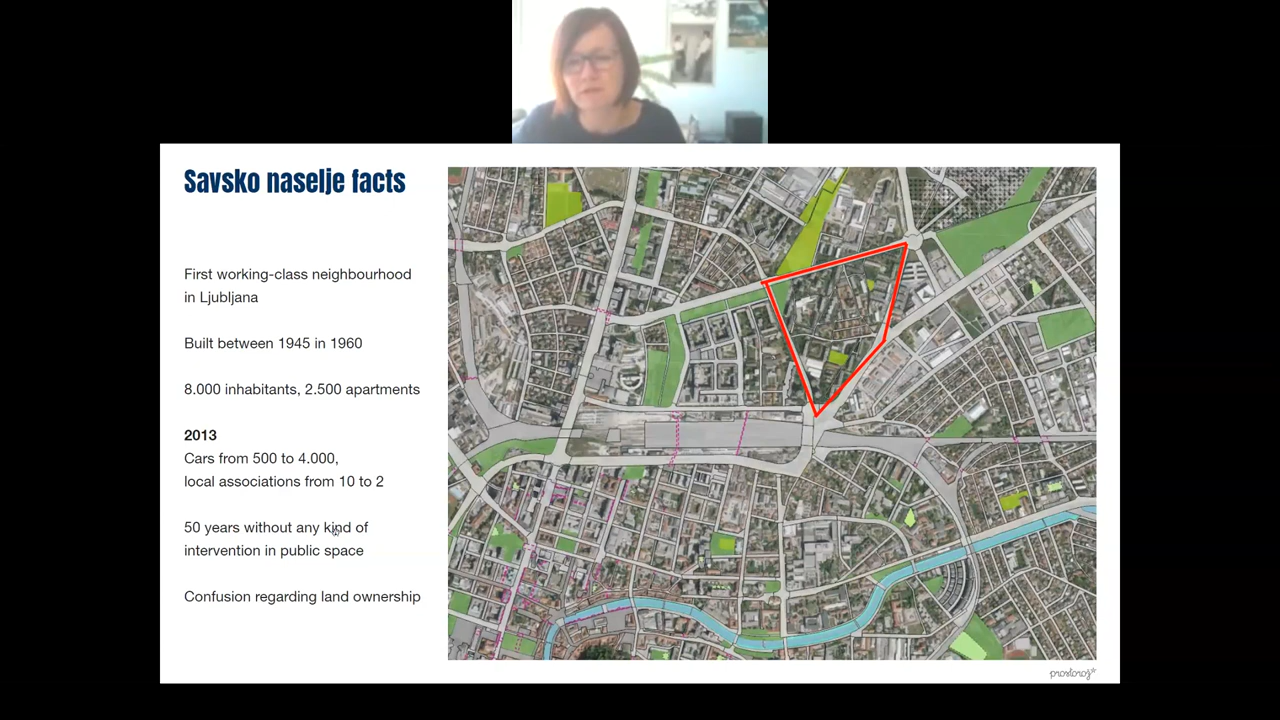 Savsko naselje facts
First working-class neighbourhood
in Ljubljana
Built between 1945 in 1960
8.000 inhabitants, 2.500 apartments
2013
Cars from 500 to 4.000,
local associations from 10 to 2
50 years without any kind of
intervention in public space
Confusion regarding land ownership
prostorož*